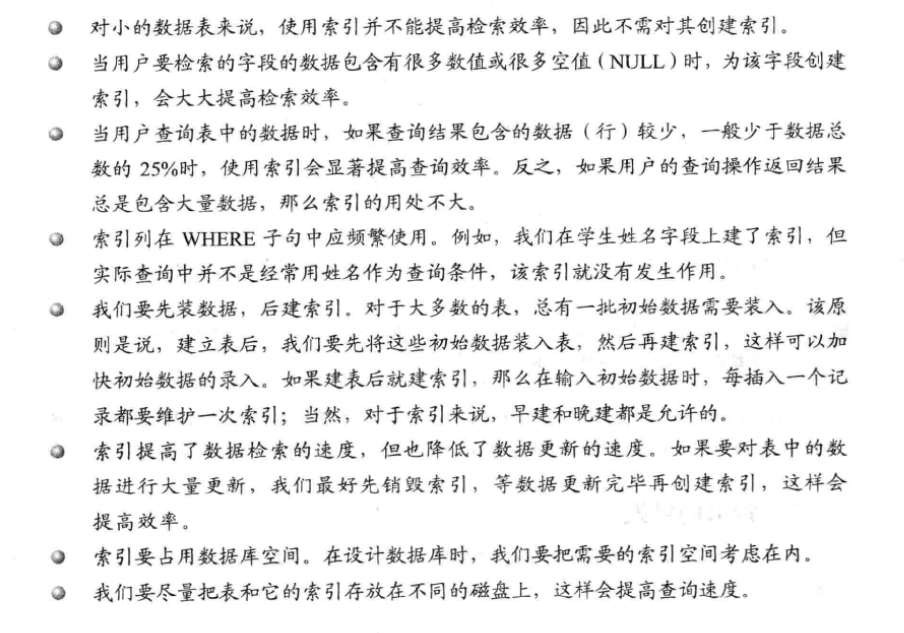 对小的数据表来说，使用索引并不能提高检索效率，因此不需对其创建索引。
当用户要检索的字段的数据包含有很多数值或很多空值（NULL）时，为该字段创建
索引，会大大提高检索效率。
当用户查询表中的数据时，如果查询结果包含的数据（行）较少，一般少于数据总
数的 25%时，使用索引会显著提高查询效率。反之，如果用户的查询操作返回结果
总是包含大量数据，那么索引的用处不大。
索引列在 WHERE 子句中应频繁使用。例如，我们在学生姓名字段上建了索引，但
实际查询中并不是经常用姓名作为查询条件，该索引就没有发生作用。
我们要先装数据，后建索引。对于大多数的表，总有一批初始数据需要装入。该原
则是说，建立表后，我们要先将这些初始数据装入表，然后再建索引，这样可以加
快初始数据的录入。如果建表后就建索引，那么在输入初始数据时，每插入一个记
录都要维护一次索引；当然，对于索引来说，早建和晚建都是允许的。
索引提高了数据检索的速度，但也降低了数据更新的速度。如果要对表中的数
据进行大量更新，我们最好先销毁索引，等数据更新完毕再创建索引，这样会
提高效率。
索引要占用数据库空间。在设计数据库时，我们要把需要的索引空间考虑在内。
我们要尽量把表和它的索引存放在不同的磁盘上，这样会提高查询速度。